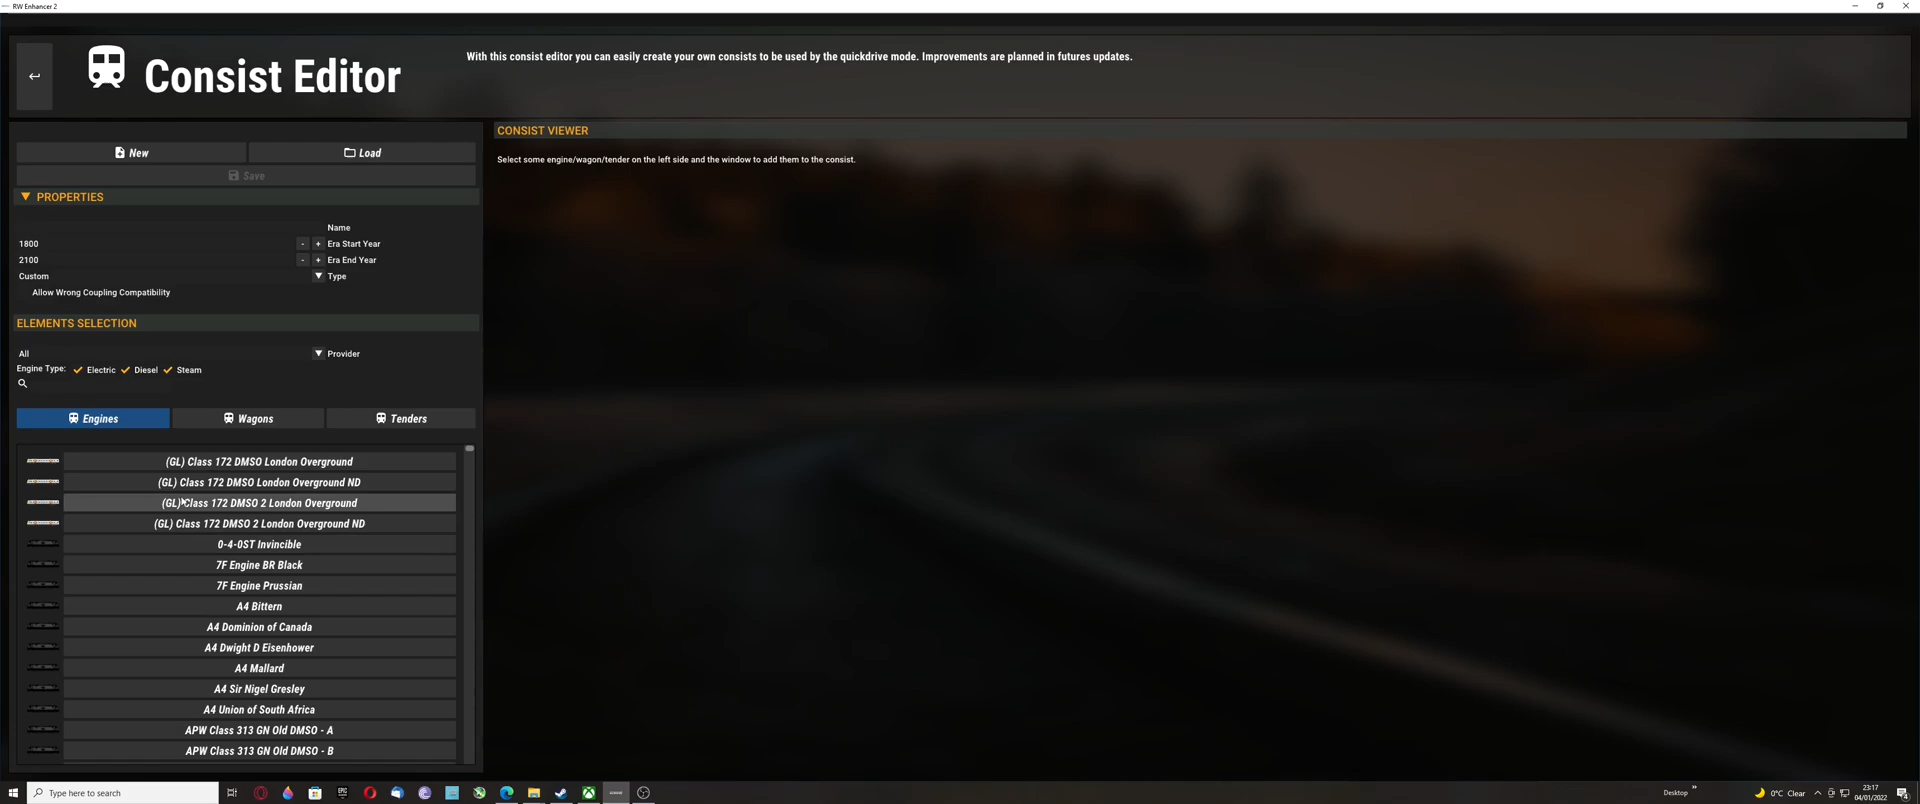 RW Enhancer 2
Consist Editor
With this consist editor you can easily create your own consists to be used by the quickdrive mode. Improvements are planned in futures updates.
New
Load
Save
PROPERTIES
Name
1800 - + Era Start Year
2100 - + Era End Year
Custom Type
Allow Wrong Coupling Compatibility
ELEMENTS SELECTION
All Provider
Engine Type: Electric Diesel Steam
Engines
Wagons
Tenders
(GL) Class 172 DMSO London Overground
(GL) Class 172 DMSO London Overground ND
(GL) Class 172 DMSO 2 London Overground
(GL) Class 172 DMSO 2 London Overground ND
0-4-0ST Invincible
7F Engine BR Black
7F Engine Prussian
A4 Bittern
A4 Dominion of Canada
A4 Dwight D Eisenhower
A4 Mallard
A4 Sir Nigel Gresley
A4 Union of South Africa
APW Class 313 GN Old DMSO - A
APW Class 313 GN Old DMSO - B
CONSIST VIEWER
Select some engine/wagon/tender on the left side and the window to add them to the consist.
Type here to search
EPIC
Desktop
0°C Clear
23:17
04/01/2022
4